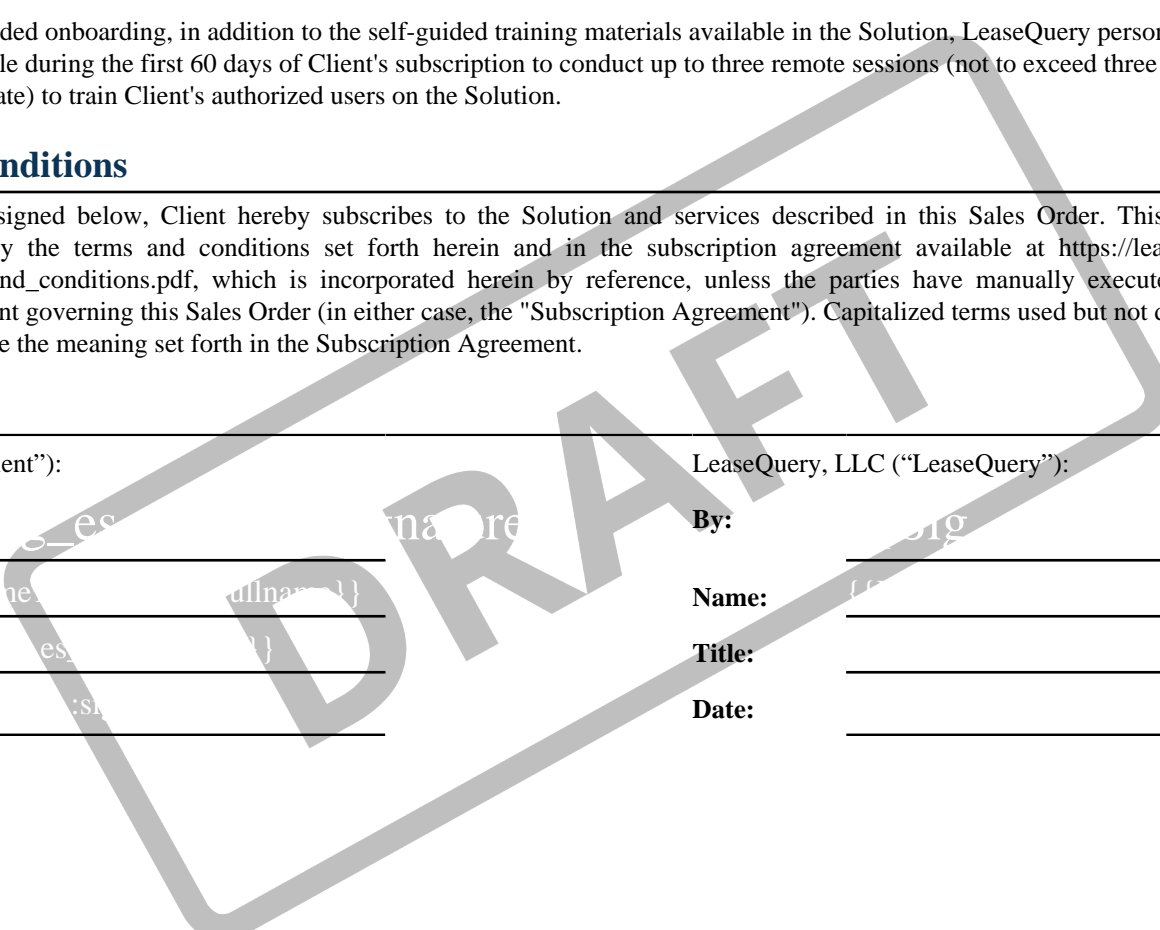 ded onboarding, in addition to the self-guided training materials available in the Solution, LeaseQuery person
le during the first 60 days of Client's subscription to conduct up to three remote sessions (not to exceed three
ate) to train Client's authorized users on the Solution.
nditions
signed below, Client hereby subscribes to the Solution and services described in this Sales Order. This
y the terms and conditions set forth herein and in the subscription agreement available at https://lea
nd_conditions.pdf, which is incorporated herein by reference, unless the parties have manually execute
nt governing this Sales Order (in either case, the "Subscription Agreement"). Capitalized terms used but not d
e the meaning set forth in the Subscription Agreement.
ent”):
LeaseQuery, LLC (“LeaseQuery”):
By:
ullname}}
Name:
Title:
Date:
DRAFT